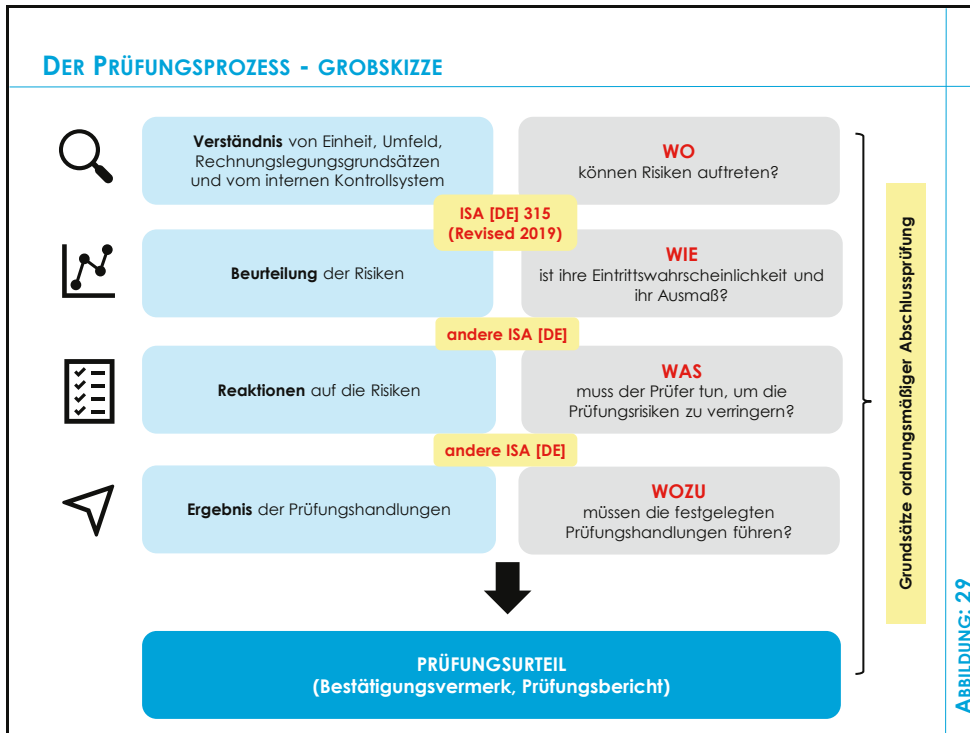 DER PRÜFUNGSPROZESS - GROBSKIZZE
Verständnis von Einheit, Umfeld,
Rechnungslegungsgrundsätzen
und vom internen Kontrollsystem
WO
können Risiken auftreten?
ISA [DE] 315
(Revised 2019)
Beurteilung der Risiken
WIE
ist ihre Eintrittswahrscheinlichkeit und
ihr Ausmaß?
andere ISA [DE]
Reaktionen auf die Risiken
WAS
muss der Prüfer tun, um die
Prüfungsrisiken zu verringern?
andere ISA [DE]
Ergebnis der Prüfungshandlungen
WOZU
müssen die festgelegten
Prüfungshandlungen führen?
PRÜFUNGSURTEIL
(Bestätigungsvermerk, Prüfungsbericht)
Grundsätze ordnungsmäßiger Abschlussprüfung
ABBILDUNG: 29